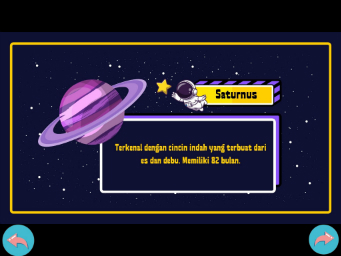 Saturnus
Terkenal dengan cincin indah yang terbuat dari
es dan debu. Memiliki 82 bulan.